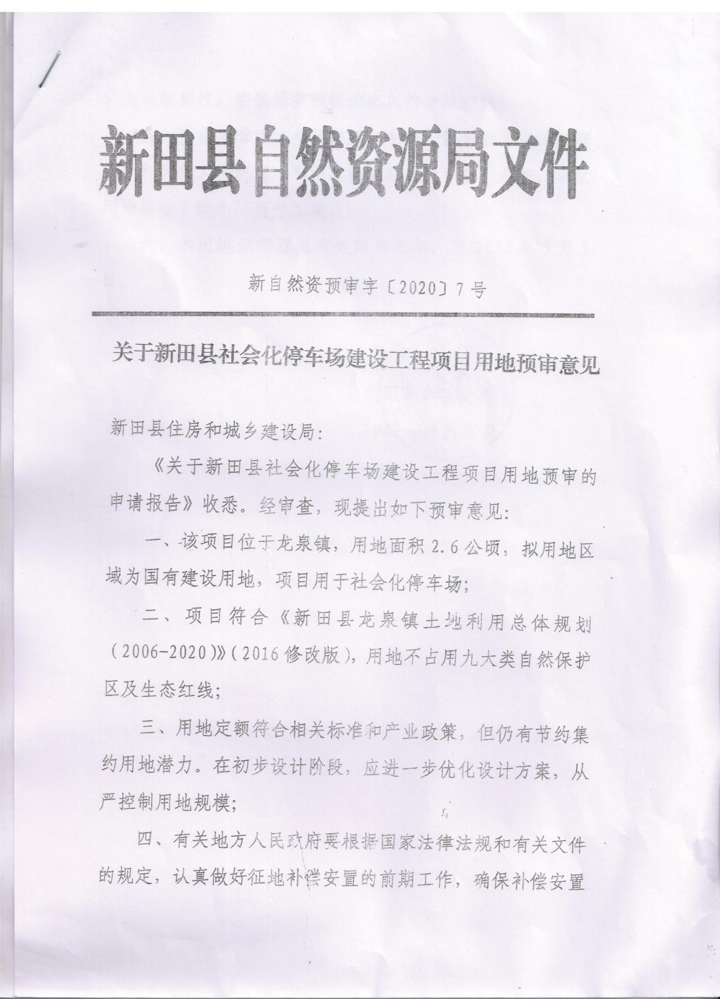 新田县自然资源局文件
新自然资预审字〔2020〕7号
关于新田县社会化停车场建设工程项目用地预审意见
新田县住房和城乡建设局：
《关于新田县社会化停车场建设工程项目用地预审的
申请报告》收悉。经审查，现提出如下预审意见：
一、该项目位于龙泉镇，用地面积2.6公顷，拟用地区
域为国有建设用地，项目用于社会化停车场；
二、项目符合《新田县龙泉镇土地利用总体规划
（2006-2020）》（2016修改版），用地不占用九大类自然保护
区及生态红线；
三、用地定额符合相关标准和产业政策，但仍有节约集
约用地潜力。在初步设计阶段，应进一步优化设计方案，从
严控制用地规模；
四、有关地方人民政府要根据国家法律法规和有关文件
的规定，认真做好征地补偿安置的前期工作，确保补偿安置